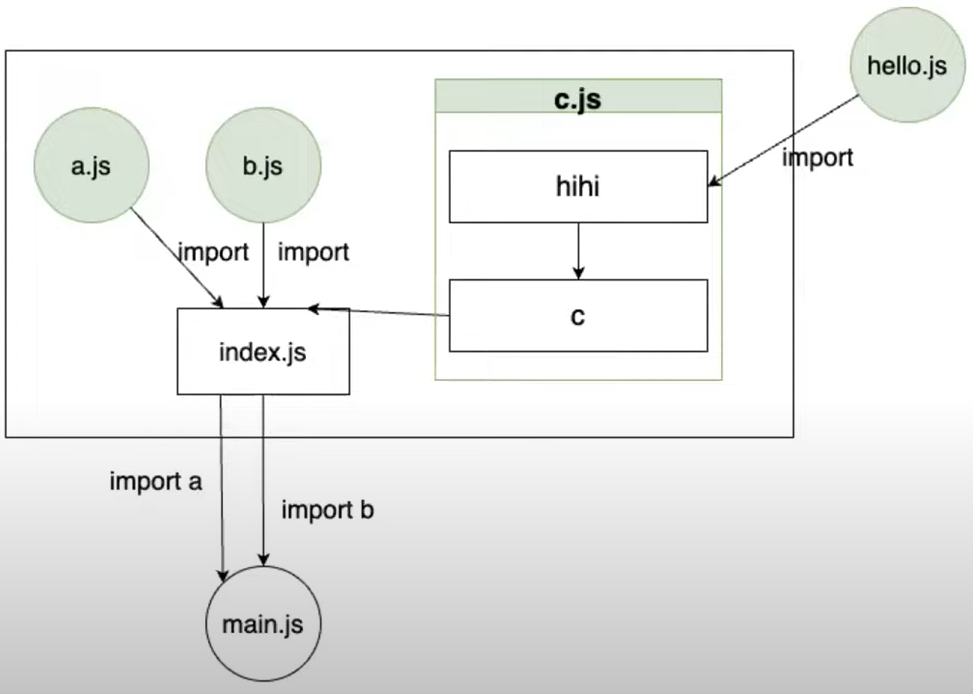 hello.js
c.js
a.js
b.js
hihi
import
import
import
c
index.js
import a
import b
main.js